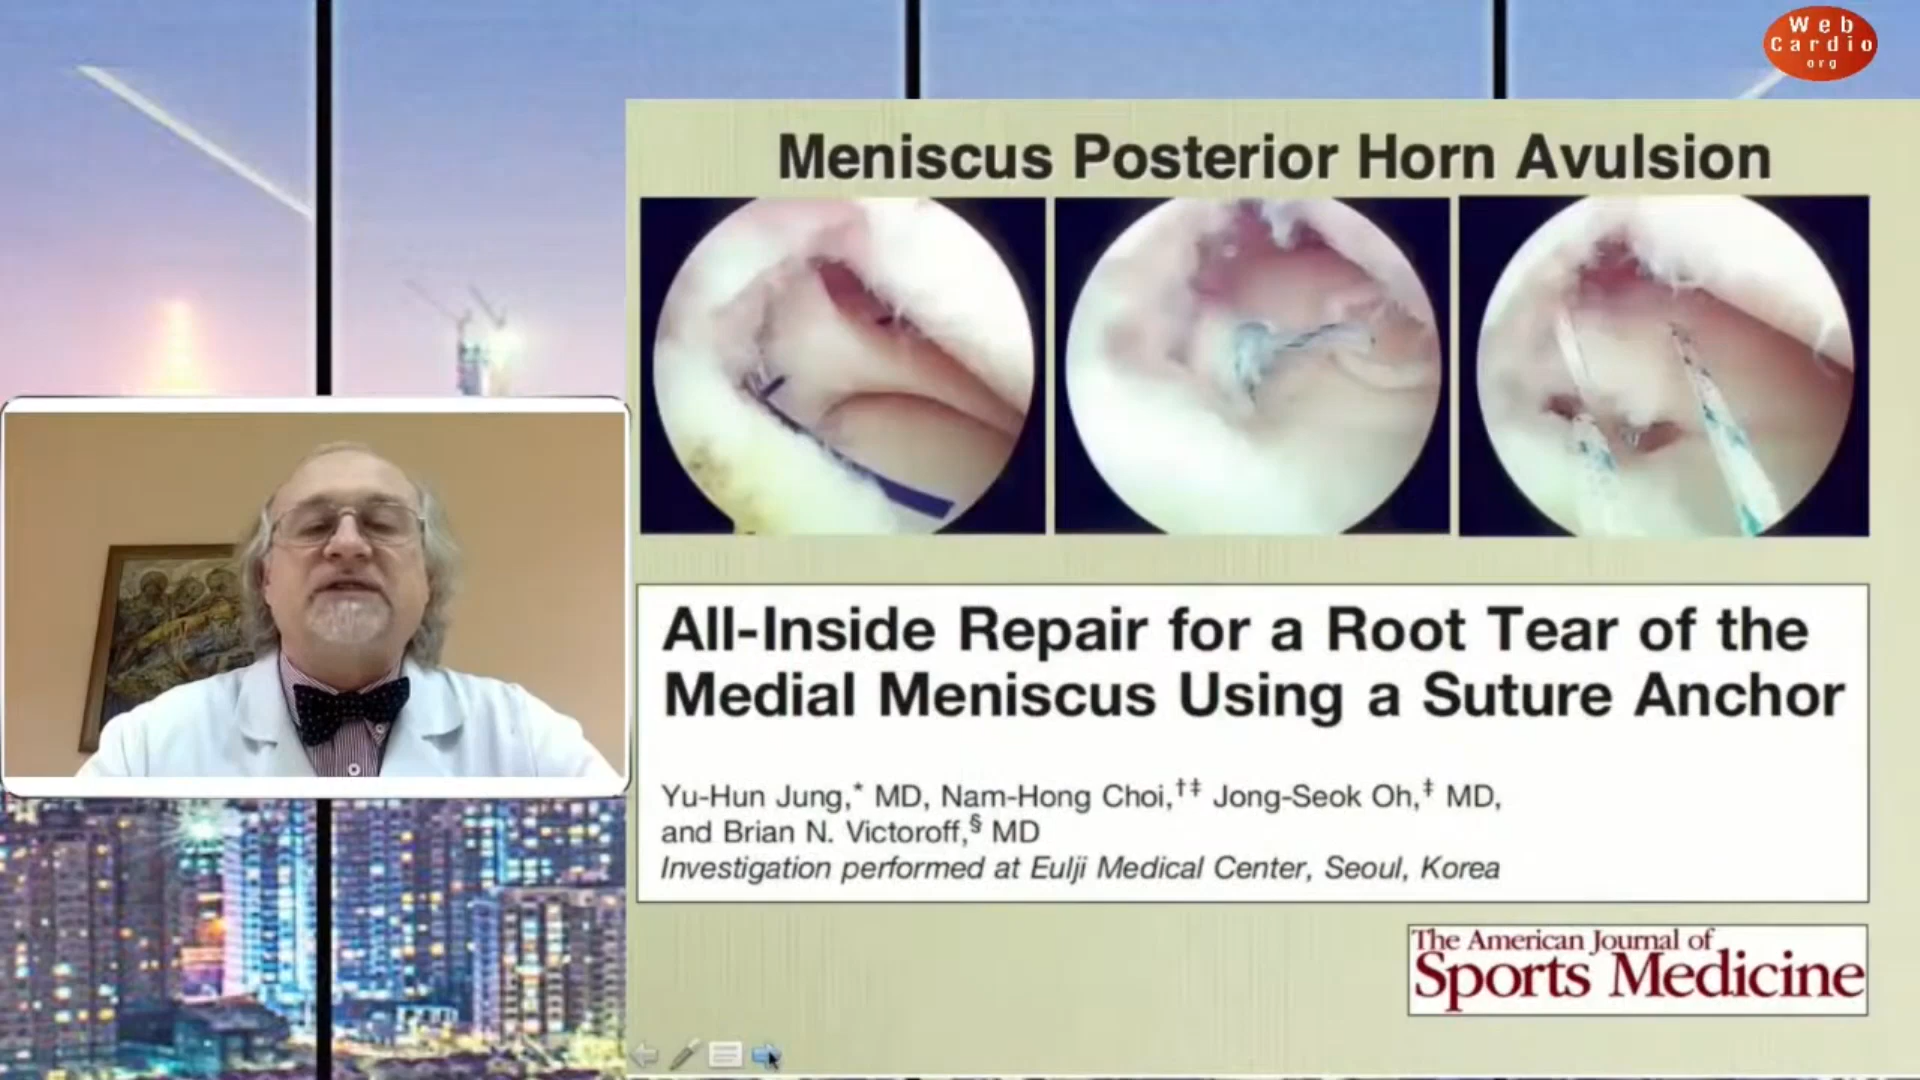 Web
Cardio
org
Meniscus Posterior Horn Avulsion
All-Inside Repair for a Root Tear of the
Medial Meniscus Using a Suture Anchor
Yu-Hun Jung,* MD, Nam-Hong Choi,†‡ Jong-Seok Oh,‡ MD,
and Brian N. Victoroff,§ MD
Investigation performed at Eulji Medical Center, Seoul, Korea
The American Journal of
Sports Medicine